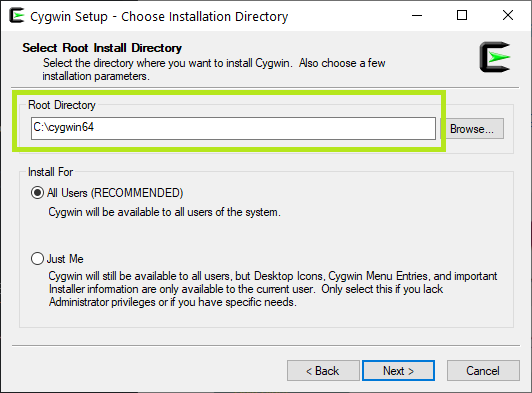 Cygwin Setup - Choose Installation Directory
Select Root Install Directory
Select the directory where you want to install Cygwin. Also choose a few
installation parameters.
Root Directory
C:\cygwin64
Browse...
Install For
All Users (RECOMMENDED)
Cygwin will be available to all users of the system.
Just Me
Cygwin will still be available to all users, but Desktop Icons, Cygwin Menu Entries, and important
Installer information are only available to the current user. Only select this if you lack
Administrator privileges or if you have specific needs.
< Back
Next >
Cancel